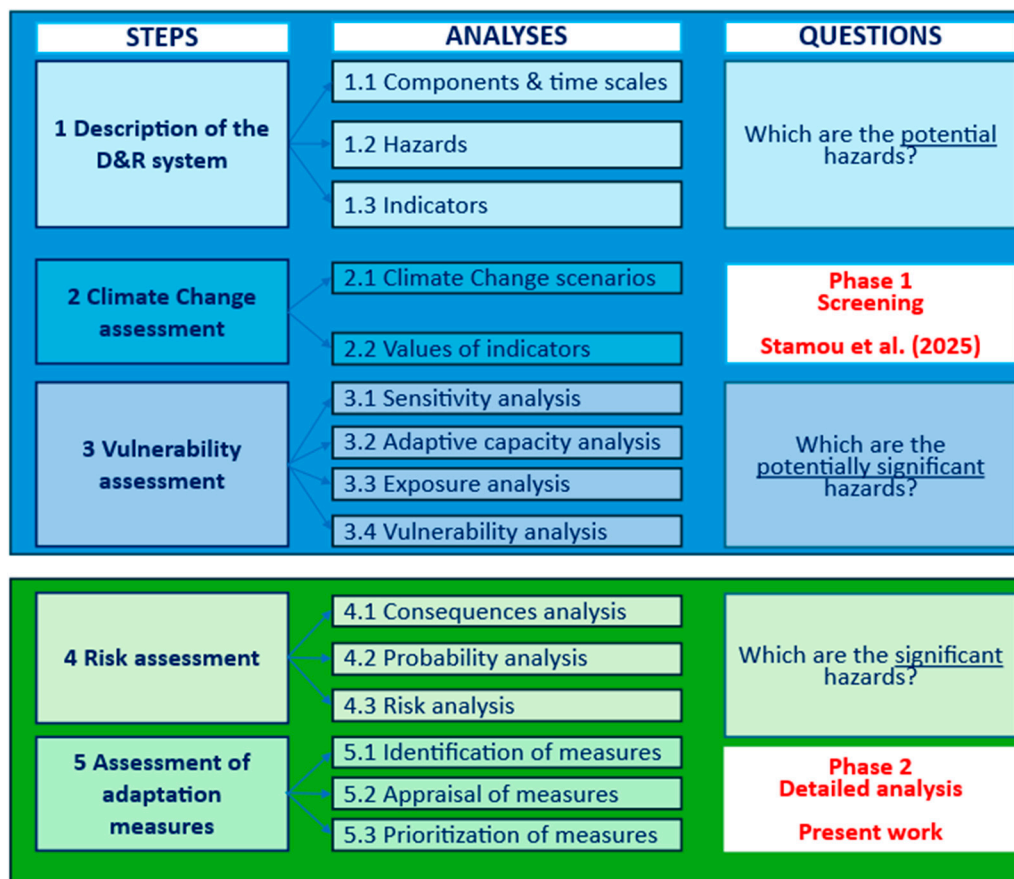 STEPS
ANALYSES
QUESTIONS
1 Description of the
D&R system
1.1 Components & time scales
1.2 Hazards
1.3 Indicators
Which are the potential
hazards?
2 Climate Change
assessment
2.1 Climate Change scenarios
2.2 Values of indicators
Phase 1
Screening
Stamou et al. (2025)
3 Vulnerability
assessment
3.1 Sensitivity analysis
3.2 Adaptive capacity analysis
3.3 Exposure analysis
3.4 Vulnerability analysis
Which are the
potentially significant
hazards?
4 Risk assessment
4.1 Consequences analysis
4.2 Probability analysis
4.3 Risk analysis
Which are the significant
hazards?
5 Assessment of
adaptation
measures
5.1 Identification of measures
5.2 Appraisal of measures
5.3 Prioritization of measures
Phase 2
Detailed analysis
Present work